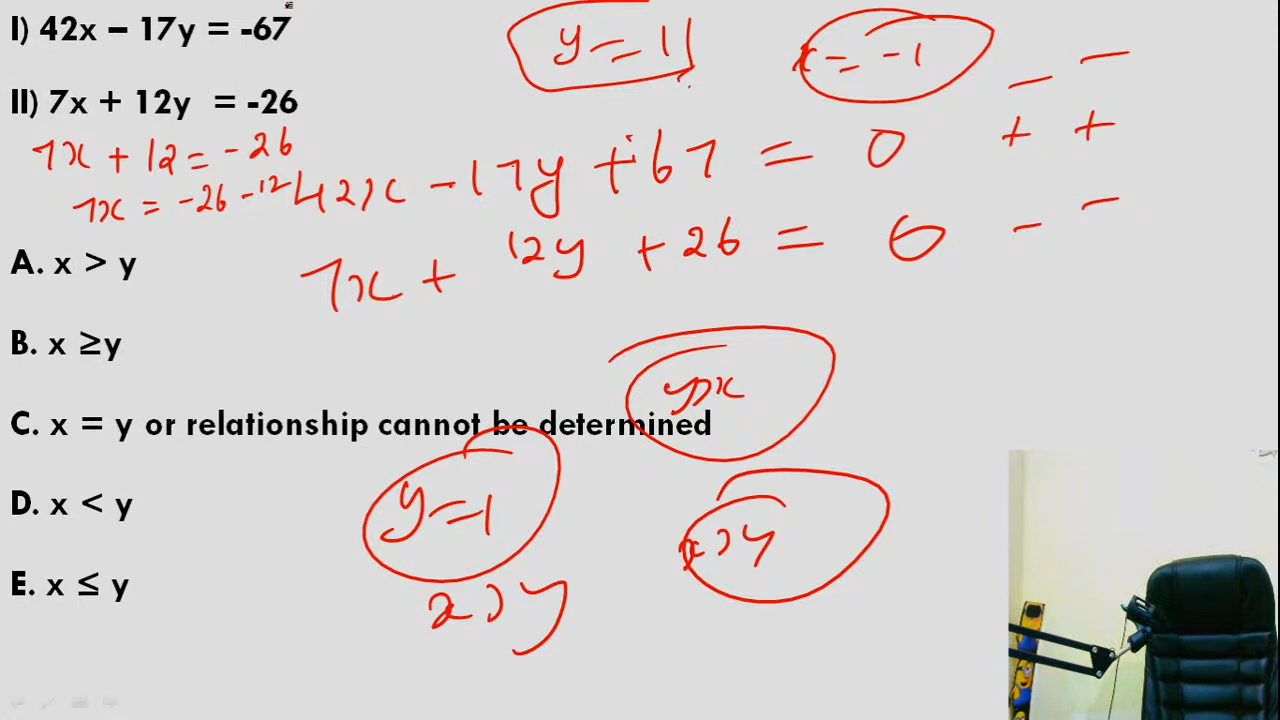 I) 42x – 17y = -67
y = 1
x = -1
II) 7x + 12y = -26
7x + 12 = -26
7x = -26 -12
42x - 17y + 67 = 0
7x + 12y + 26 = 0
A. x > y
B. x ≥y
y>x
C. x = y or relationship cannot be determined
y = 1
D. x < y
x > y
E. x ≤ y
x > y